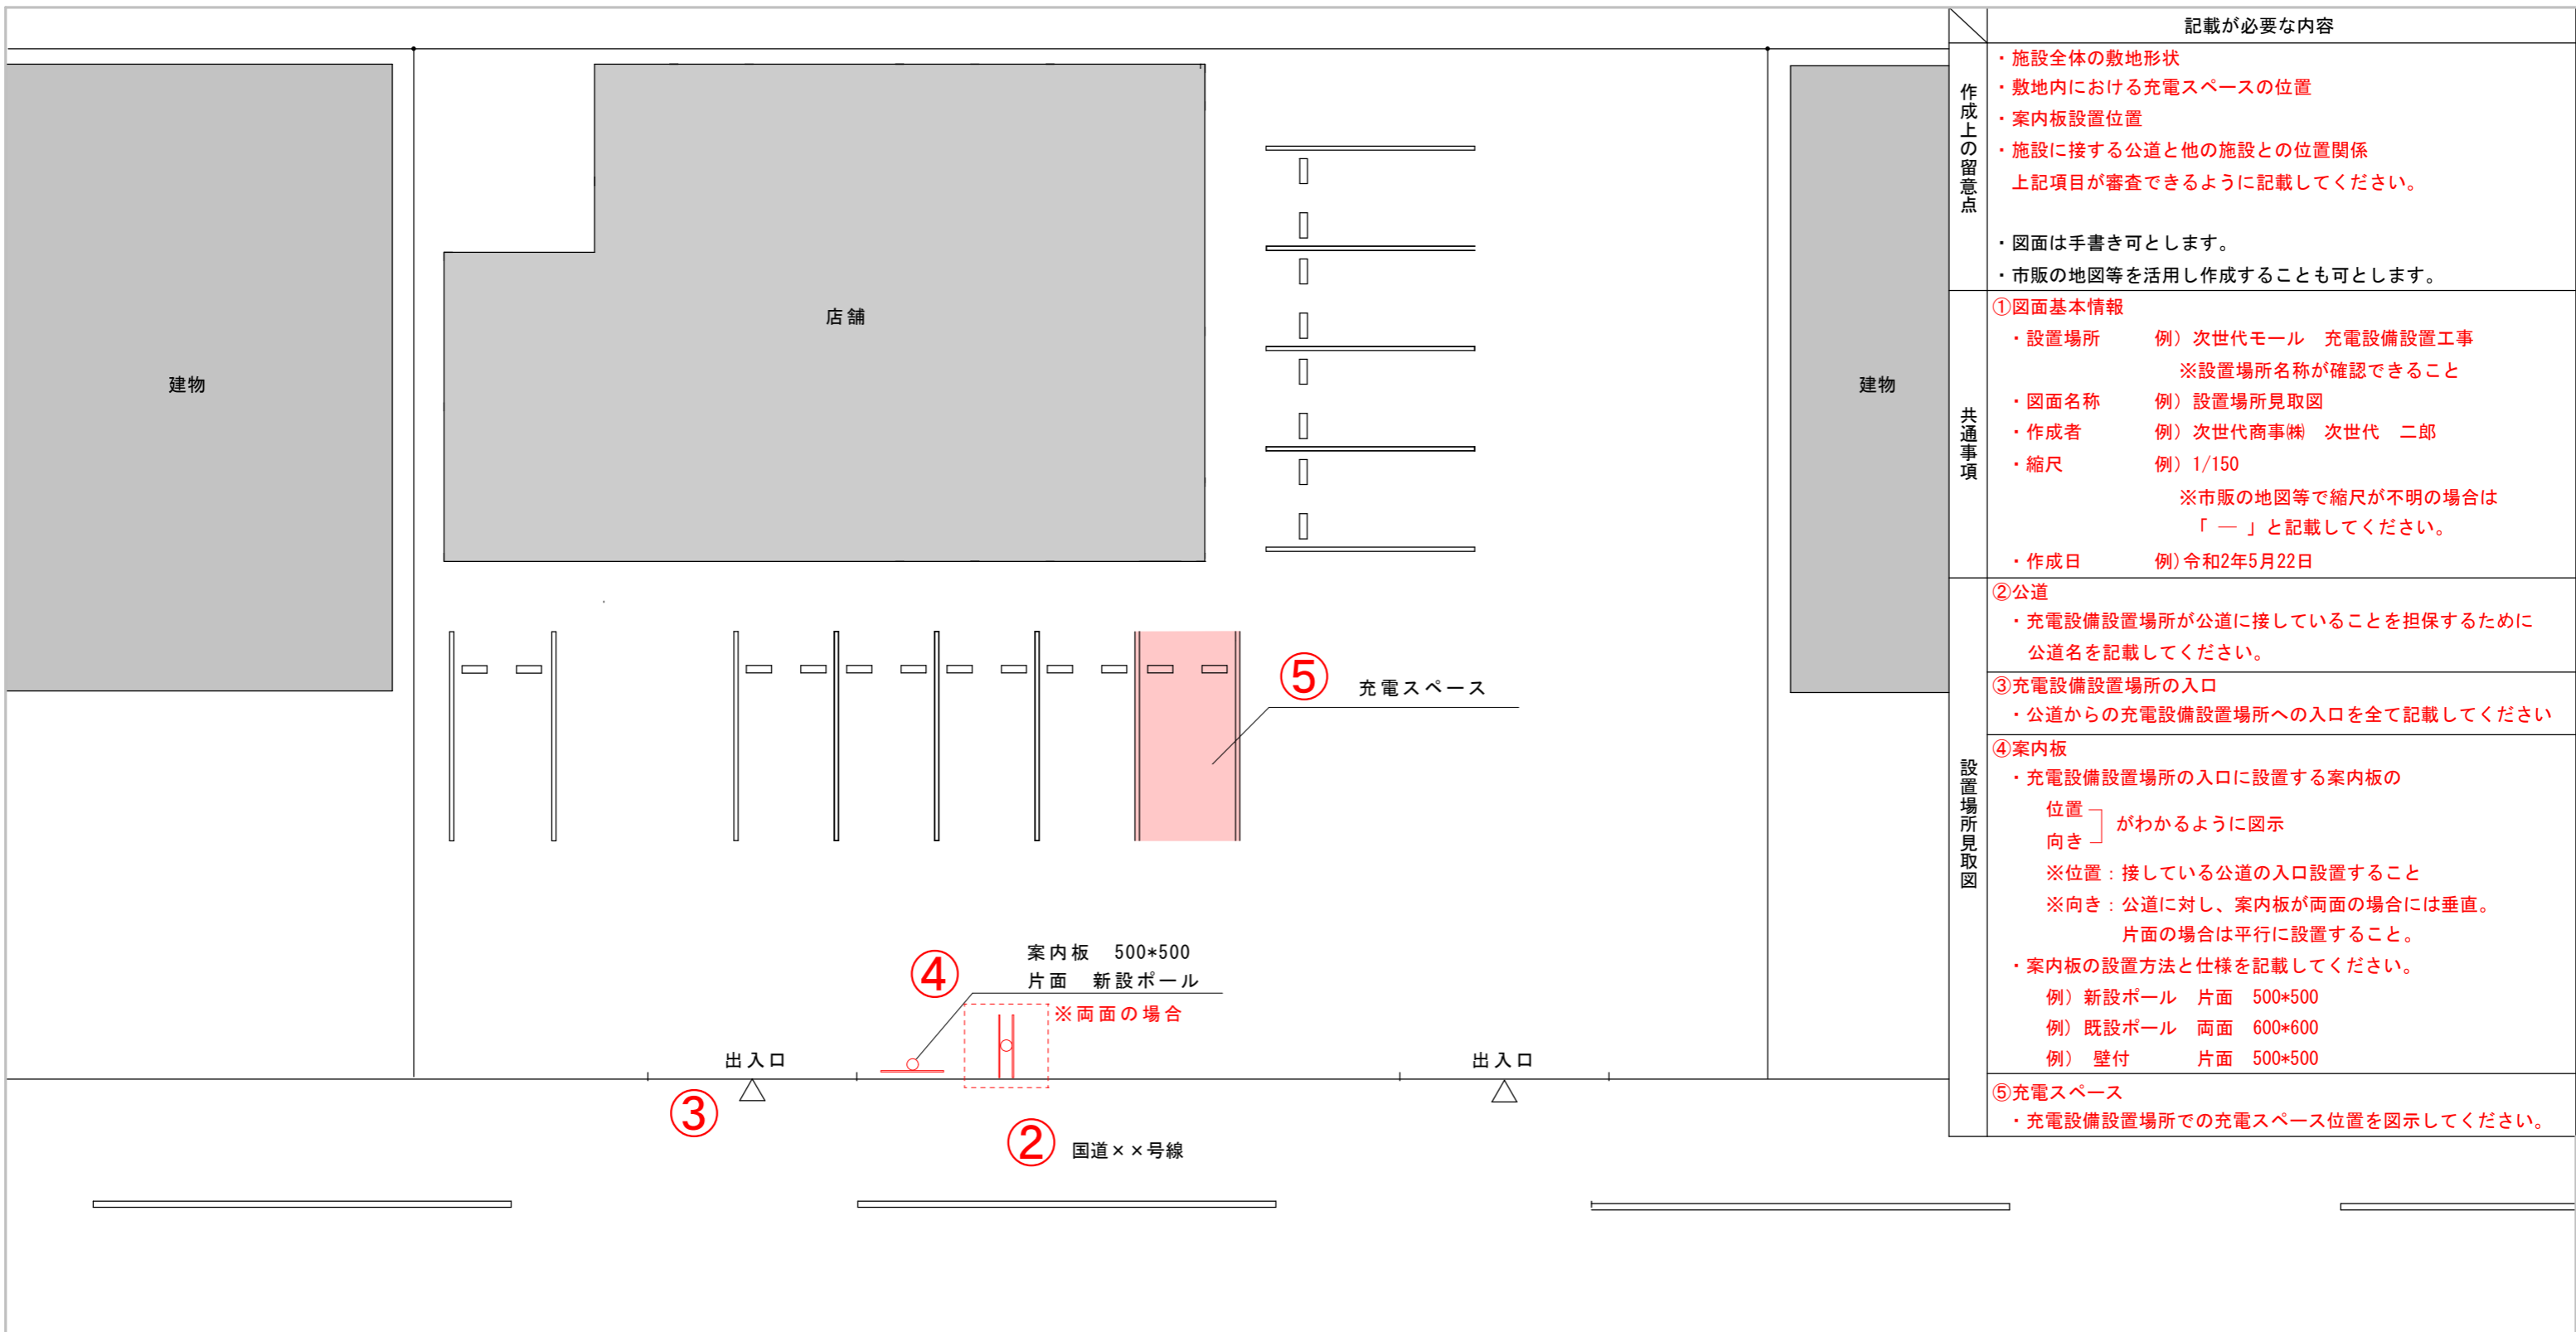 建物
店舗
建物
⑤
充電スペース
④
案内板　500*500
片面　新設ポール
※両面の場合
出入口
出入口
③
②
国道××号線
記載が必要な内容
作成上の留意点
・施設全体の敷地形状
・敷地内における充電スペースの位置
・案内板設置位置
・施設に接する公道と他の施設との位置関係
上記項目が審査できるように記載してください。
・図面は手書き可とします。
・市販の地図等を活用し作成することも可とします。
共通事項
①図面基本情報
・設置場所　例）次世代モール　充電設備設置工事
※設置場所名称が確認できること
・図面名称　例）設置場所見取図
・作成者　例）次世代商事㈱　次世代　二郎
・縮尺　例）1/150
※市販の地図等で縮尺が不明の場合は
「 ― 」と記載してください。
・作成日　例)令和2年5月22日
設置場所見取図
②公道
・充電設備設置場所が公道に接していることを担保するために
公道名を記載してください。
③充電設備設置場所の入口
・公道からの充電設備設置場所への入口を全て記載してください
④案内板
・充電設備設置場所の入口に設置する案内板の
位置
がわかるように図示
向き
※位置：接している公道の入口設置すること
※向き：公道に対し、案内板が両面の場合には垂直。
片面の場合は平行に設置すること。
・案内板の設置方法と仕様を記載してください。
例）新設ポール　片面　500*500
例）既設ポール　両面　600*600
例）　壁付　片面　500*500
⑤充電スペース
・充電設備設置場所での充電スペース位置を図示してください。